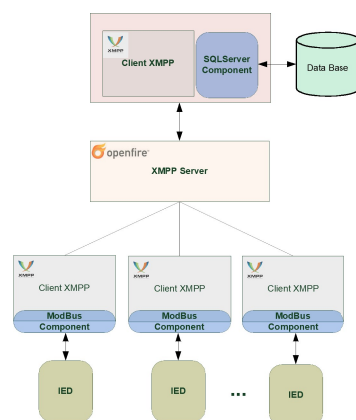 XMPP
Client XMPP
SQLServer
Component
Data Base
openfire
XMPP Server
XMPP
Client XMPP
ModBus
Component
XMPP
Client XMPP
ModBus
Component
XMPP
Client XMPP
ModBus
Component
IED
IED
...
IED